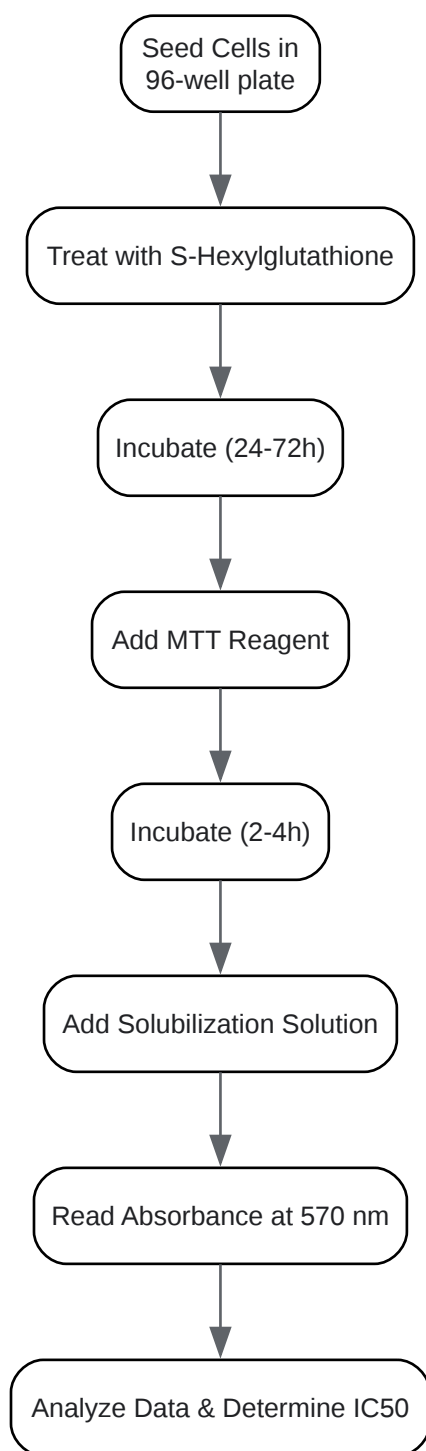 Seed Cells in
96-well plate
Treat with S-Hexylglutathione
Incubate (24-72h)
Add MTT Reagent
Incubate (2-4h)
Add Solubilization Solution
Read Absorbance at 570 nm
Analyze Data & Determine IC50